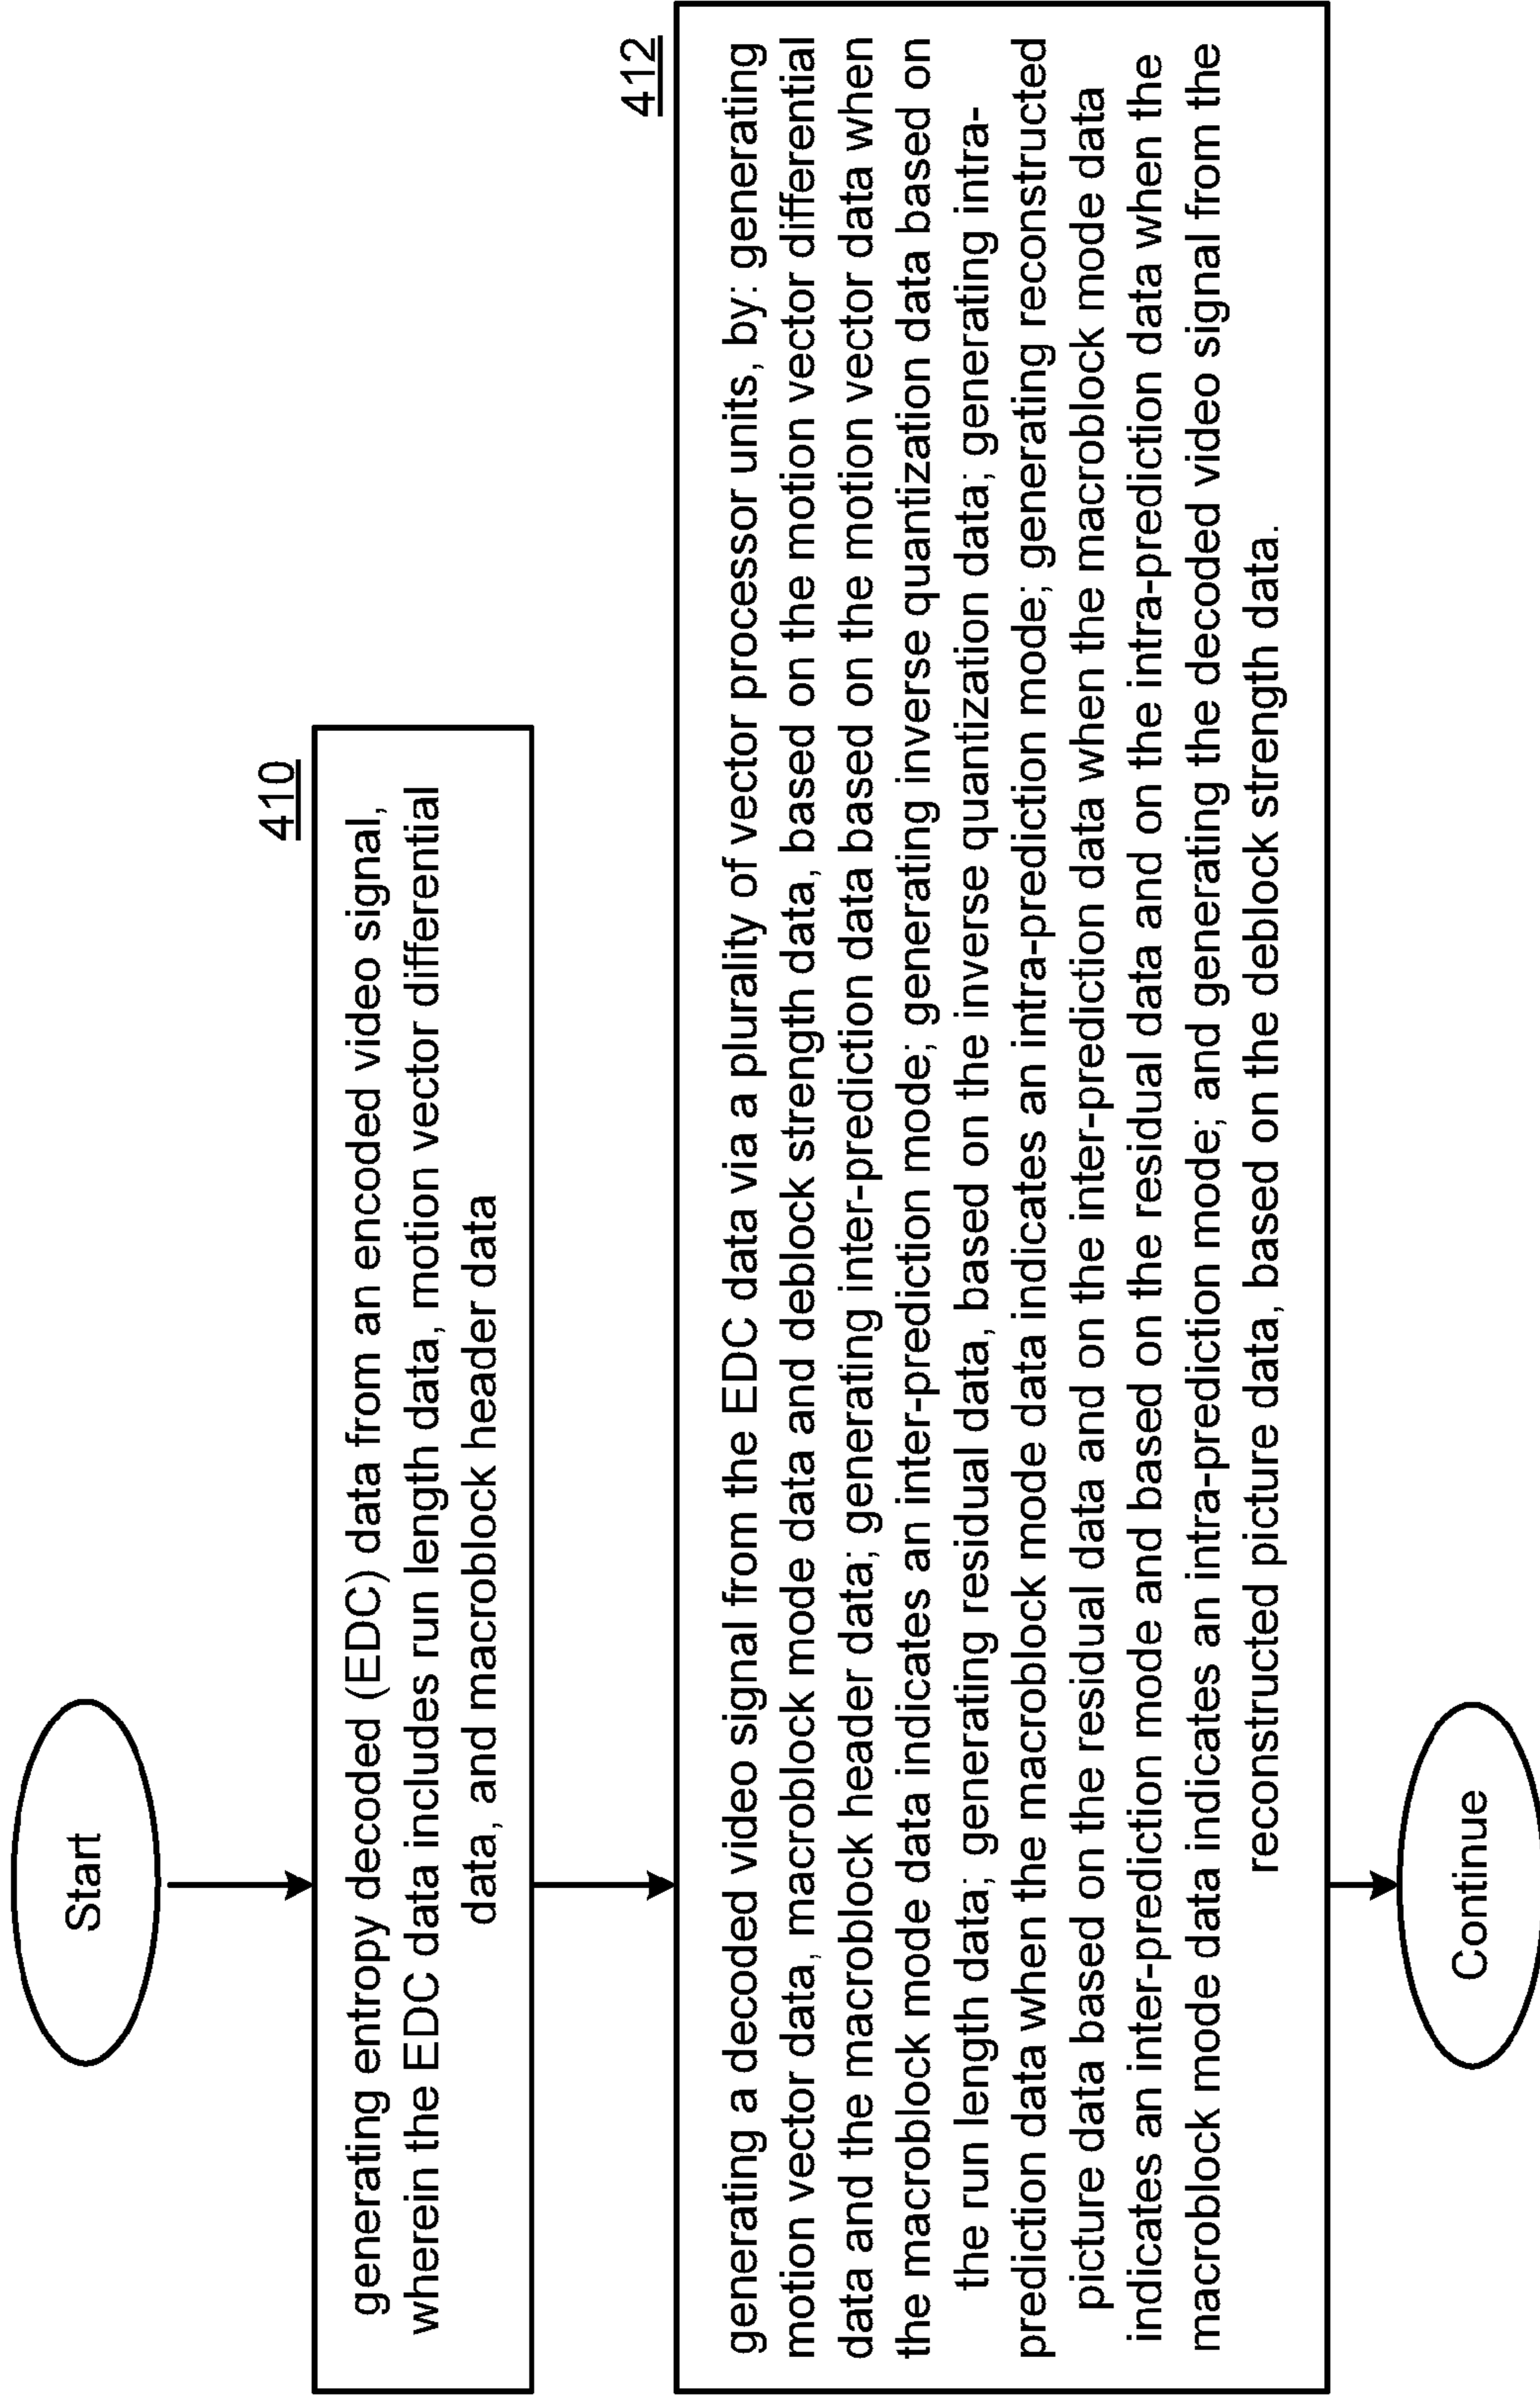 Start
410
generating entropy decoded (EDC) data from an encoded video signal,
wherein the EDC data includes run length data, motion vector differential
data, and macroblock header data
412
generating a decoded video signal from the EDC data via a plurality of vector processor units, by: generating
motion vector data, macroblock mode data and deblock strength data, based on the motion vector differential
data and the macroblock header data; generating inter-prediction data based on the motion vector data when
the macroblock mode data indicates an inter-prediction mode; generating inverse quantization data based on
the run length data; generating residual data, based on the inverse quantization data; generating intra-
prediction data when the macroblock mode data indicates an intra-prediction mode; generating reconstructed
picture data based on the residual data and on the inter-prediction data when the macroblock mode data
indicates an inter-prediction mode and based on the residual data and on the intra-prediction data when the
macroblock mode data indicates an intra-prediction mode; and generating the decoded video signal from the
reconstructed picture data, based on the deblock strength data.
Continue